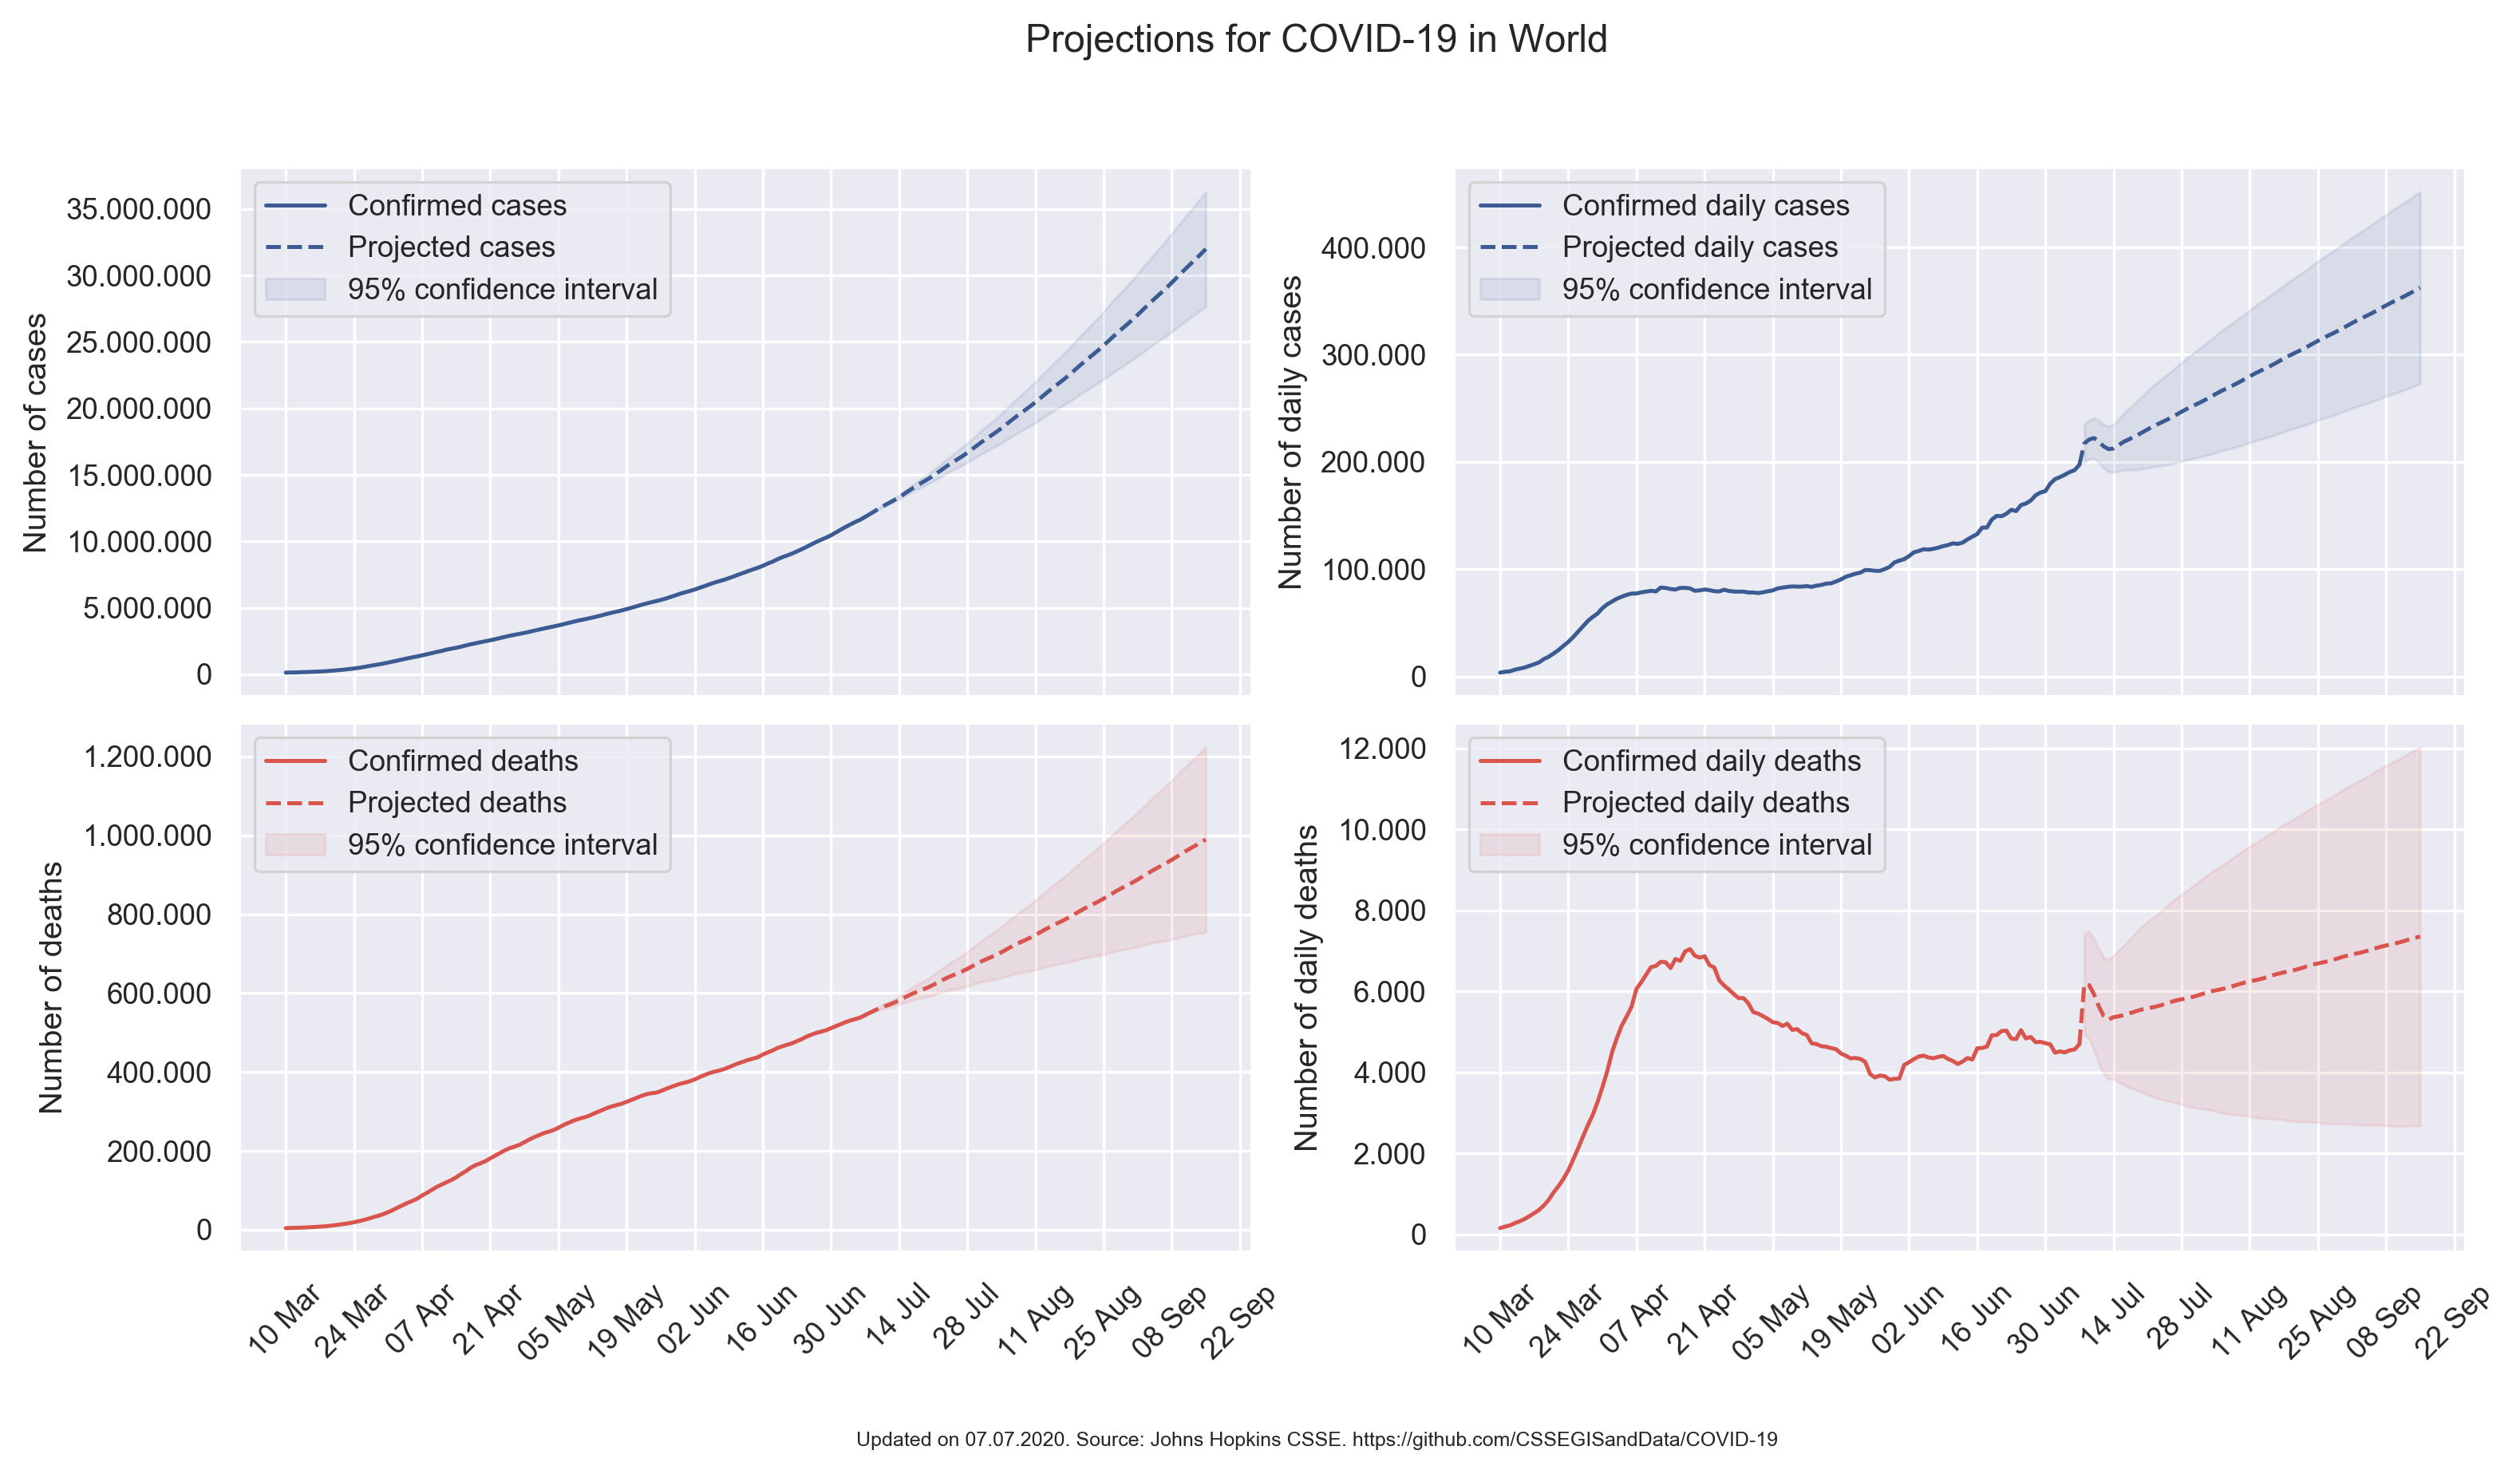 Projections for COVID-19 in World
Number of cases
35.000.000
30.000.000
25.000.000
20.000.000
15.000.000
10.000.000
5.000.000
0
Confirmed cases
Projected cases
95% confidence interval
Number of daily cases
400.000
300.000
200.000
100.000
0
Confirmed daily cases
Projected daily cases
95% confidence interval
Number of deaths
1.200.000
1.000.000
800.000
600.000
400.000
200.000
0
Confirmed deaths
Projected deaths
95% confidence interval
10 Mar
24 Mar
07 Apr
21 Apr
05 May
19 May
02 Jun
16 Jun
30 Jun
14 Jul
28 Jul
11 Aug
25 Aug
08 Sep
22 Sep
Number of daily deaths
12.000
10.000
8.000
6.000
4.000
2.000
0
Confirmed daily deaths
Projected daily deaths
95% confidence interval
10 Mar
24 Mar
07 Apr
21 Apr
05 May
19 May
02 Jun
16 Jun
30 Jun
14 Jul
28 Jul
11 Aug
25 Aug
08 Sep
22 Sep
Updated on 07.07.2020. Source: Johns Hopkins CSSE. https://github.com/CSSEGISandData/COVID-19